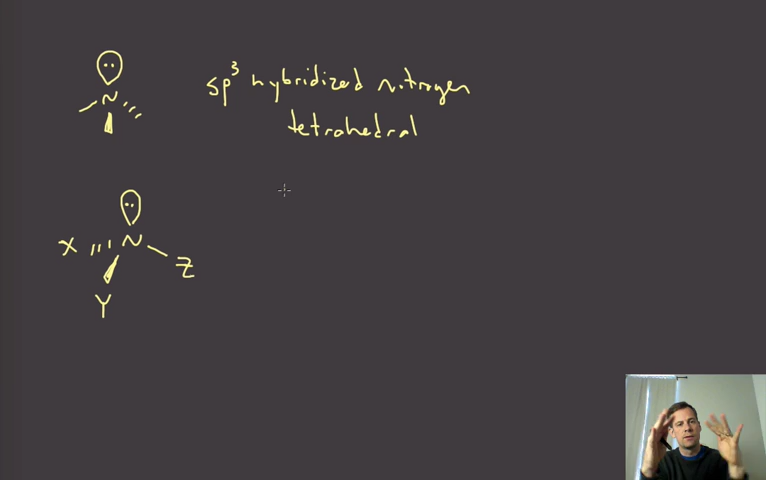 N
sp³ hybridized nitrogen
tetrahedral
X N Z
Y